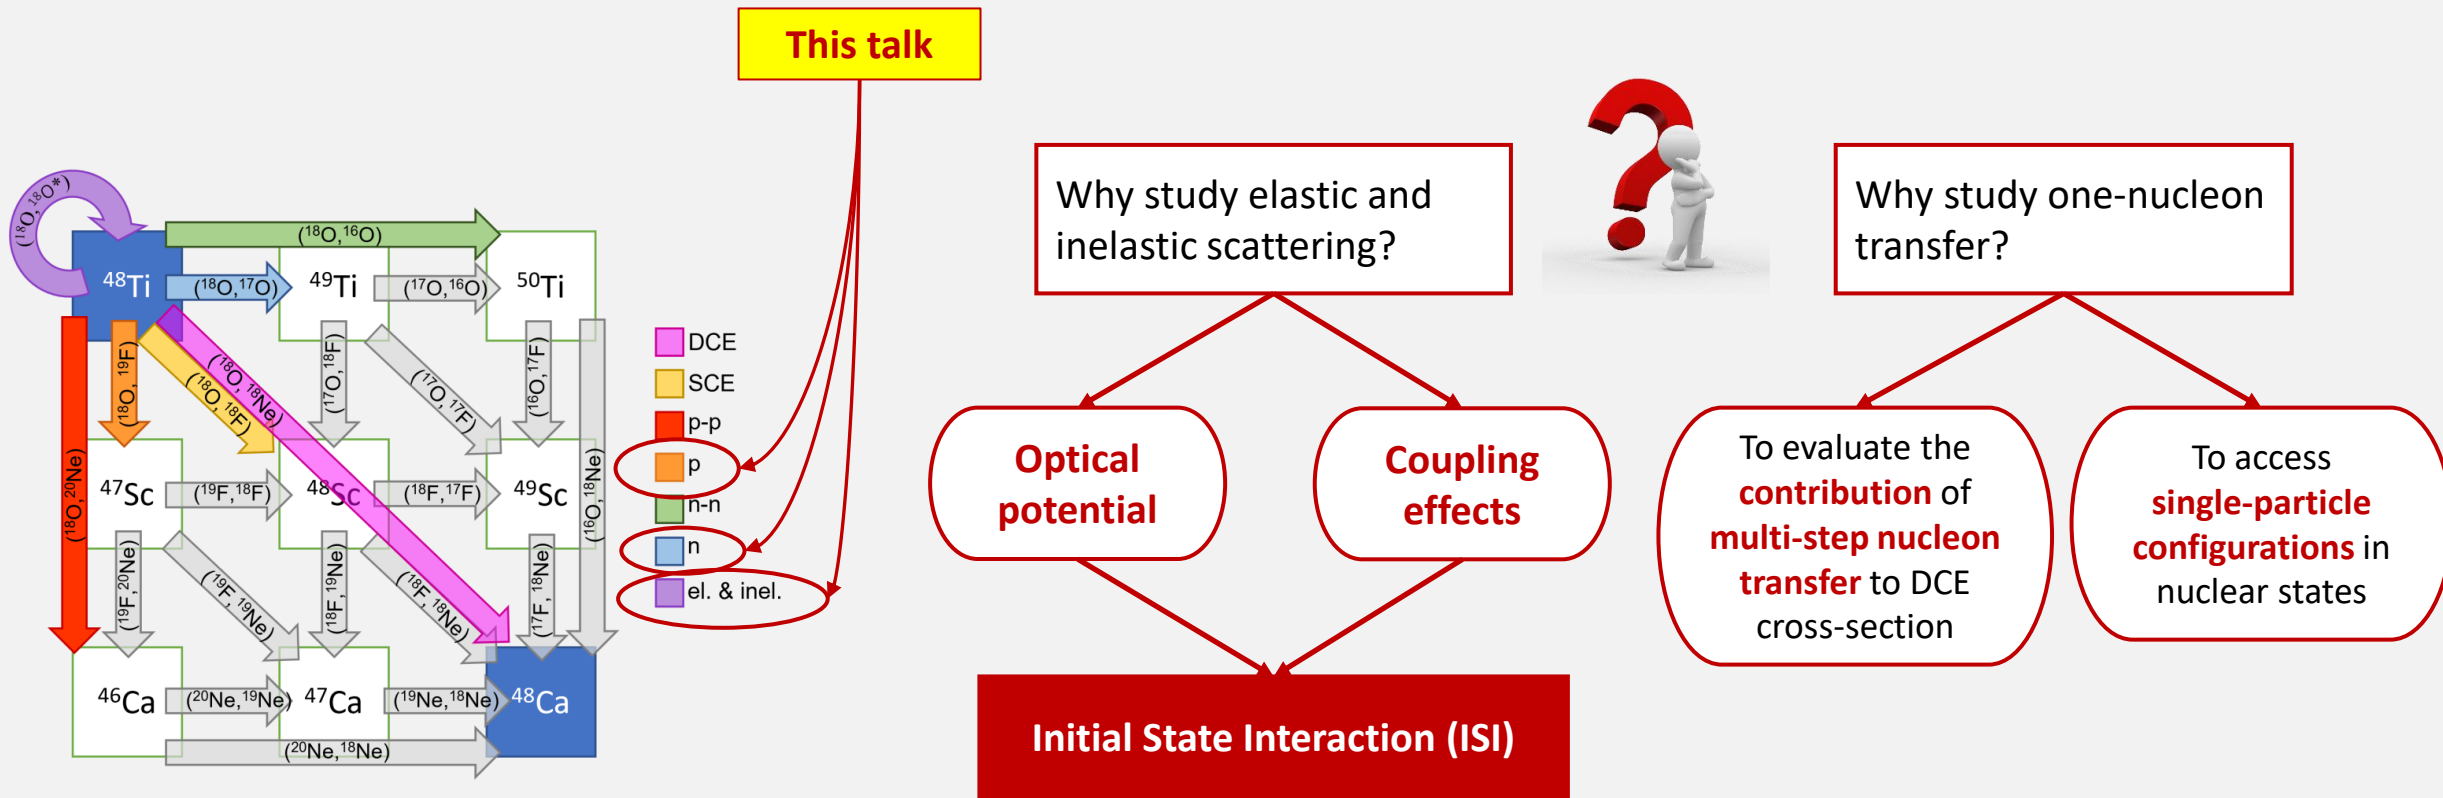 This talk
(¹⁸O, ¹⁸O*)
(¹⁸O,¹⁶O)
⁴⁸Ti
(¹⁸O,¹⁷O)
⁴⁹Ti
(¹⁷O,¹⁶O)
⁵⁰Ti
(¹⁸O,²⁰Ne)
(¹⁸O, ¹⁹F)
(¹⁸O, ¹⁸F)
(¹⁸O, ¹⁸Ne)
(¹⁷O,¹⁸F)
(¹⁷O,¹⁷F)
(¹⁶O,¹⁷F)
(¹⁶O,¹⁸Ne)
⁴⁷Sc
(¹⁹F,¹⁸F)
⁴⁸Sc
(¹⁸F,¹⁷F)
⁴⁹Sc
(¹⁹F,²⁰Ne)
(¹⁹F,¹⁹Ne)
(¹⁸F,¹⁹Ne)
(¹⁸F,¹⁸Ne)
(¹⁷F,¹⁸Ne)
⁴⁶Ca
(²⁰Ne,¹⁹Ne)
⁴⁷Ca
(¹⁹Ne,¹⁸Ne)
⁴⁸Ca
(²⁰Ne,¹⁸Ne)
DCE
SCE
p-p
p
n-n
n
el. & inel.
Why study elastic and
inelastic scattering?
Optical
potential
Coupling
effects
Initial State Interaction (ISI)
Why study one-nucleon
transfer?
To evaluate the
contribution of
multi-step nucleon
transfer to DCE
cross-section
To access
single-particle
configurations in
nuclear states